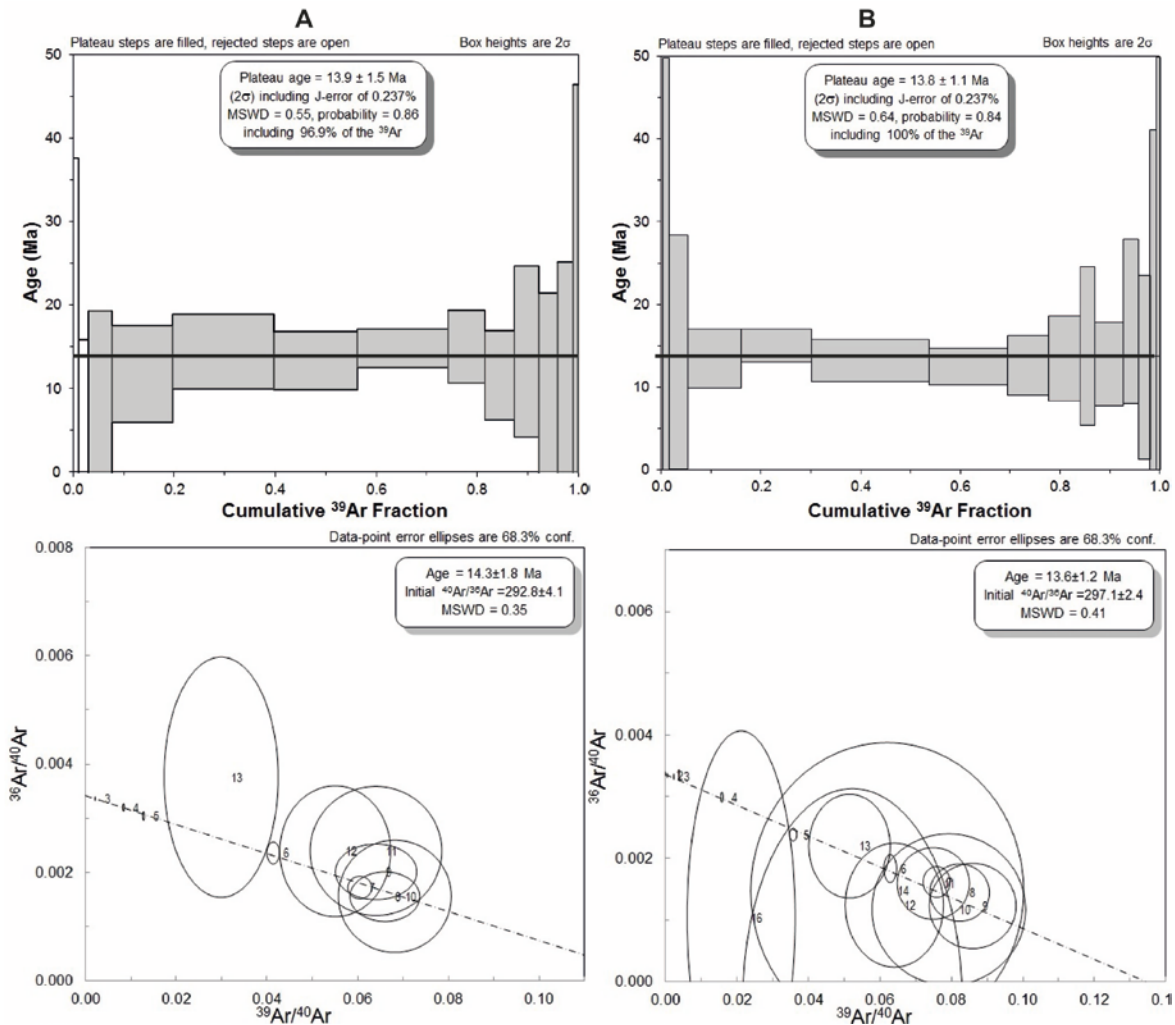 A
Plateau steps are filled, rejected steps are open
Box heights are 2σ
Plateau age = 13.9 ± 1.5 Ma
(2σ) including J-error of 0.237%
MSWD = 0.55, probability = 0.86
including 96.9% of the ³⁹Ar
Age (Ma)
50
40
30
20
10
0
0.0 0.2 0.4 0.6 0.8 1.0
Cumulative ³⁹Ar Fraction
B
Plateau steps are filled, rejected steps are open
Box heights are 2σ
Plateau age = 13.8 ± 1.1 Ma
(2σ) including J-error of 0.237%
MSWD = 0.64, probability = 0.84
including 100% of the ³⁹Ar
Age (Ma)
50
40
30
20
10
0
0.0 0.2 0.4 0.6 0.8 1.0
Cumulative ³⁹Ar Fraction
Data-point error ellipses are 68.3% conf.
Age = 14.3±1.8 Ma
Initial ⁴⁰Ar/³⁶Ar =292.8±4.1
MSWD = 0.35
³⁶Ar/⁴⁰Ar
0.008
0.006
0.004
0.002
0.000
3
4
5
13
6
12
11
7
8
10
0.00 0.02 0.04 0.06 0.08 0.10
³⁹Ar/⁴⁰Ar
Data-point error ellipses are 68.3% conf.
Age = 13.6±1.2 Ma
Initial ⁴⁰Ar/³⁶Ar =297.1±2.4
MSWD = 0.41
³⁶Ar/⁴⁰Ar
0.006
0.004
0.002
0.000
23
4
5
13
6
14
12
8
10
9
16
0.00 0.02 0.04 0.06 0.08 0.10 0.12 0.1
³⁹Ar/⁴⁰Ar